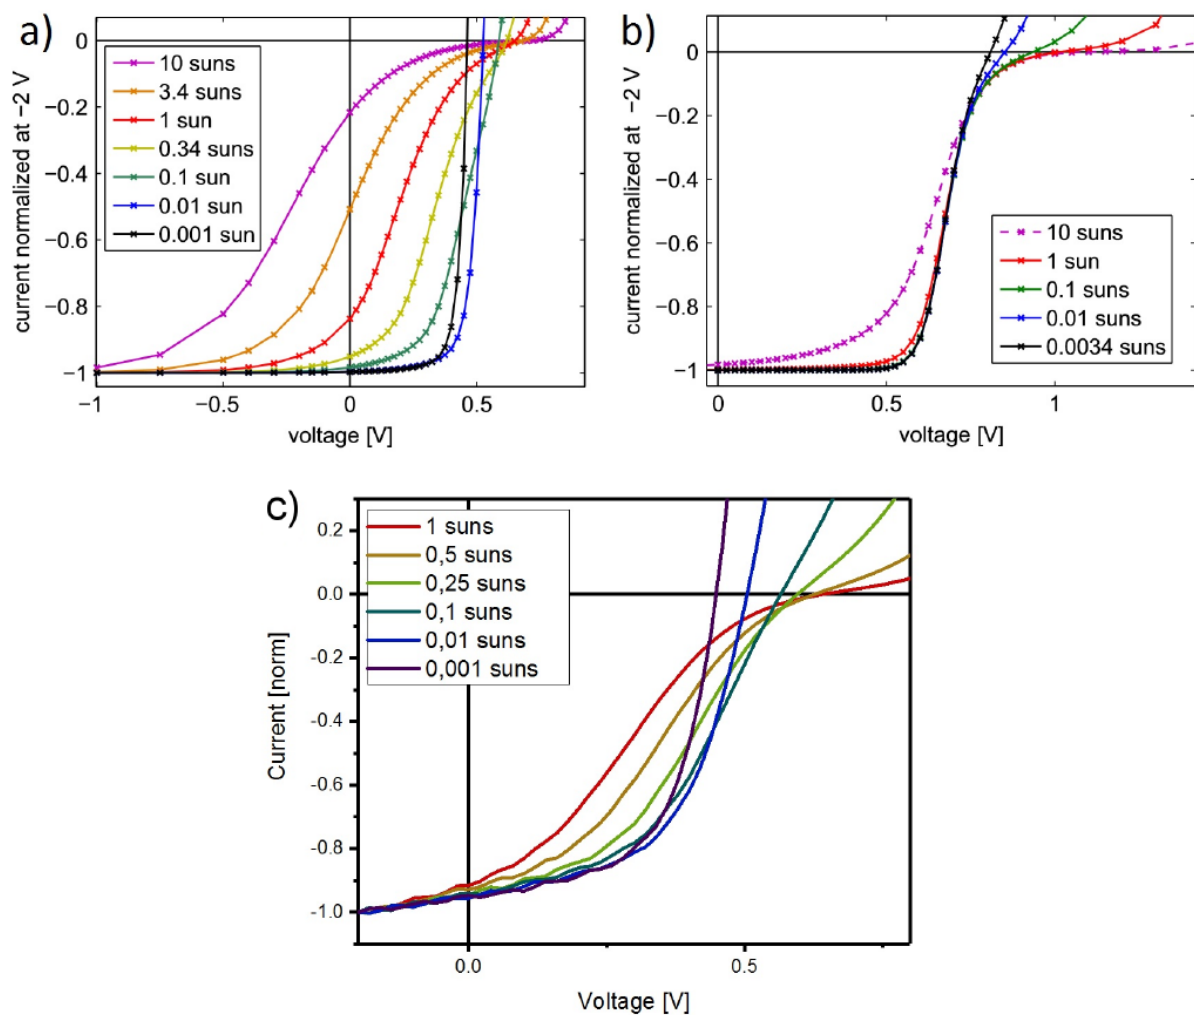 a)
current normalized at −2 V
0
−0.2
−0.4
−0.6
−0.8
−1
10 suns
3.4 suns
1 sun
0.34 suns
0.1 sun
0.01 sun
0.001 sun
−1
−0.5
0
0.5
voltage [V]
b)
current normalized at −2 V
0
−0.2
−0.4
−0.6
−0.8
−1
10 suns
1 sun
0.1 suns
0.01 suns
0.0034 suns
0
0.5
1
voltage [V]
c)
Current [norm]
0.2
0.0
-0.2
-0.4
-0.6
-0.8
-1.0
1 suns
0,5 suns
0,25 suns
0,1 suns
0,01 suns
0,001 suns
0.0
0.5
Voltage [V]